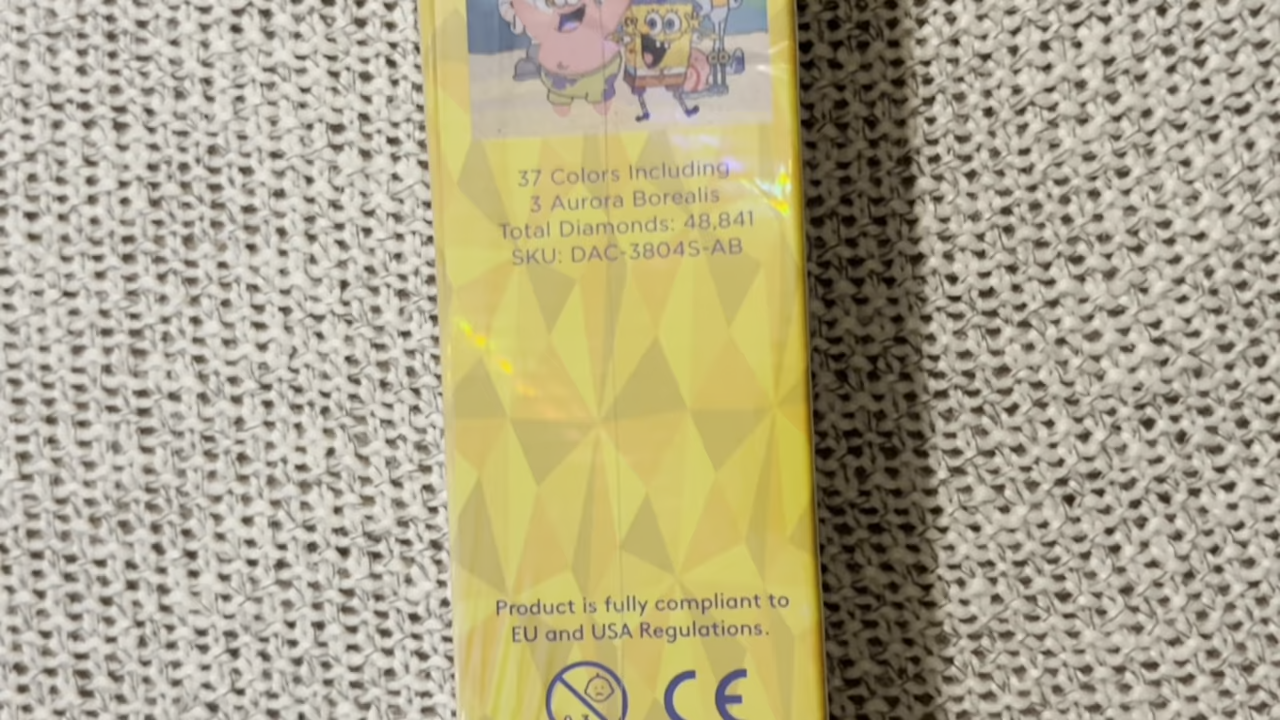 37 Colors Including
3 Aurora Borealis
Total Diamonds: 48,841
SKU: DAC-3804S-AB
Product is fully compliant to
EU and USA Regulations.
CE